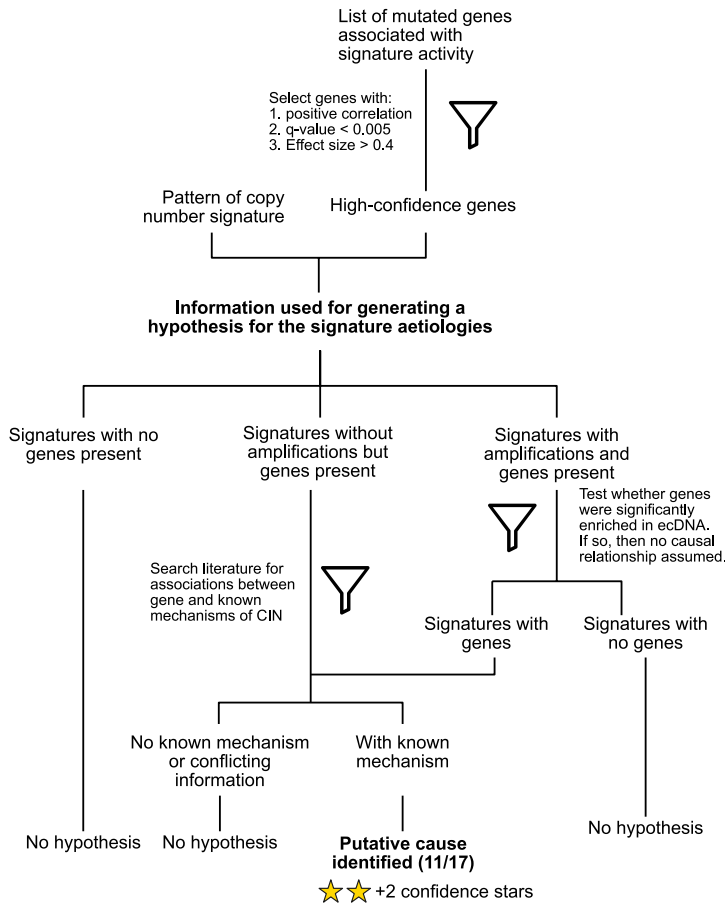 List of mutated genes
associated with
signature activity
Select genes with:
1. positive correlation
2. q-value < 0.005
3. Effect size > 0.4
Pattern of copy
number signature
High-confidence genes
Information used for generating a
hypothesis for the signature aetiologies
Signatures with no
genes present
Signatures without
amplifications but
genes present
Signatures with
amplifications and
genes present
Test whether genes
were significantly
enriched in ecDNA.
If so, then no causal
relationship assumed.
Search literature for
associations between
gene and known
mechanisms of CIN
Signatures with
genes
Signatures with
no genes
No known mechanism
or conflicting
information
With known
mechanism
No hypothesis
No hypothesis
Putative cause
identified (11/17)
+2 confidence stars
No hypothesis